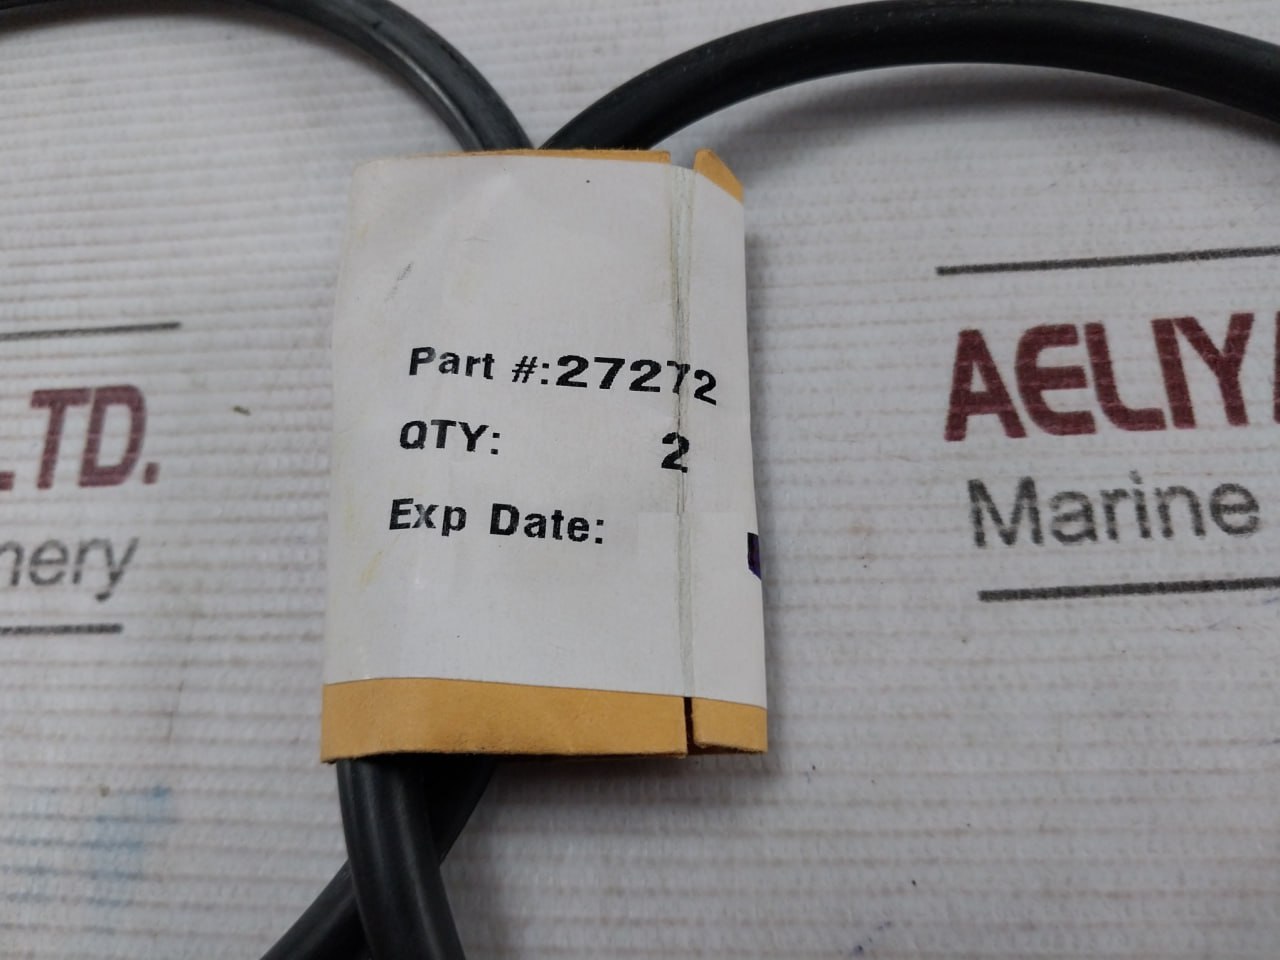 Part #:27272
QTY: 2
Exp Date:
LTD.
nery
AELIY
Marine